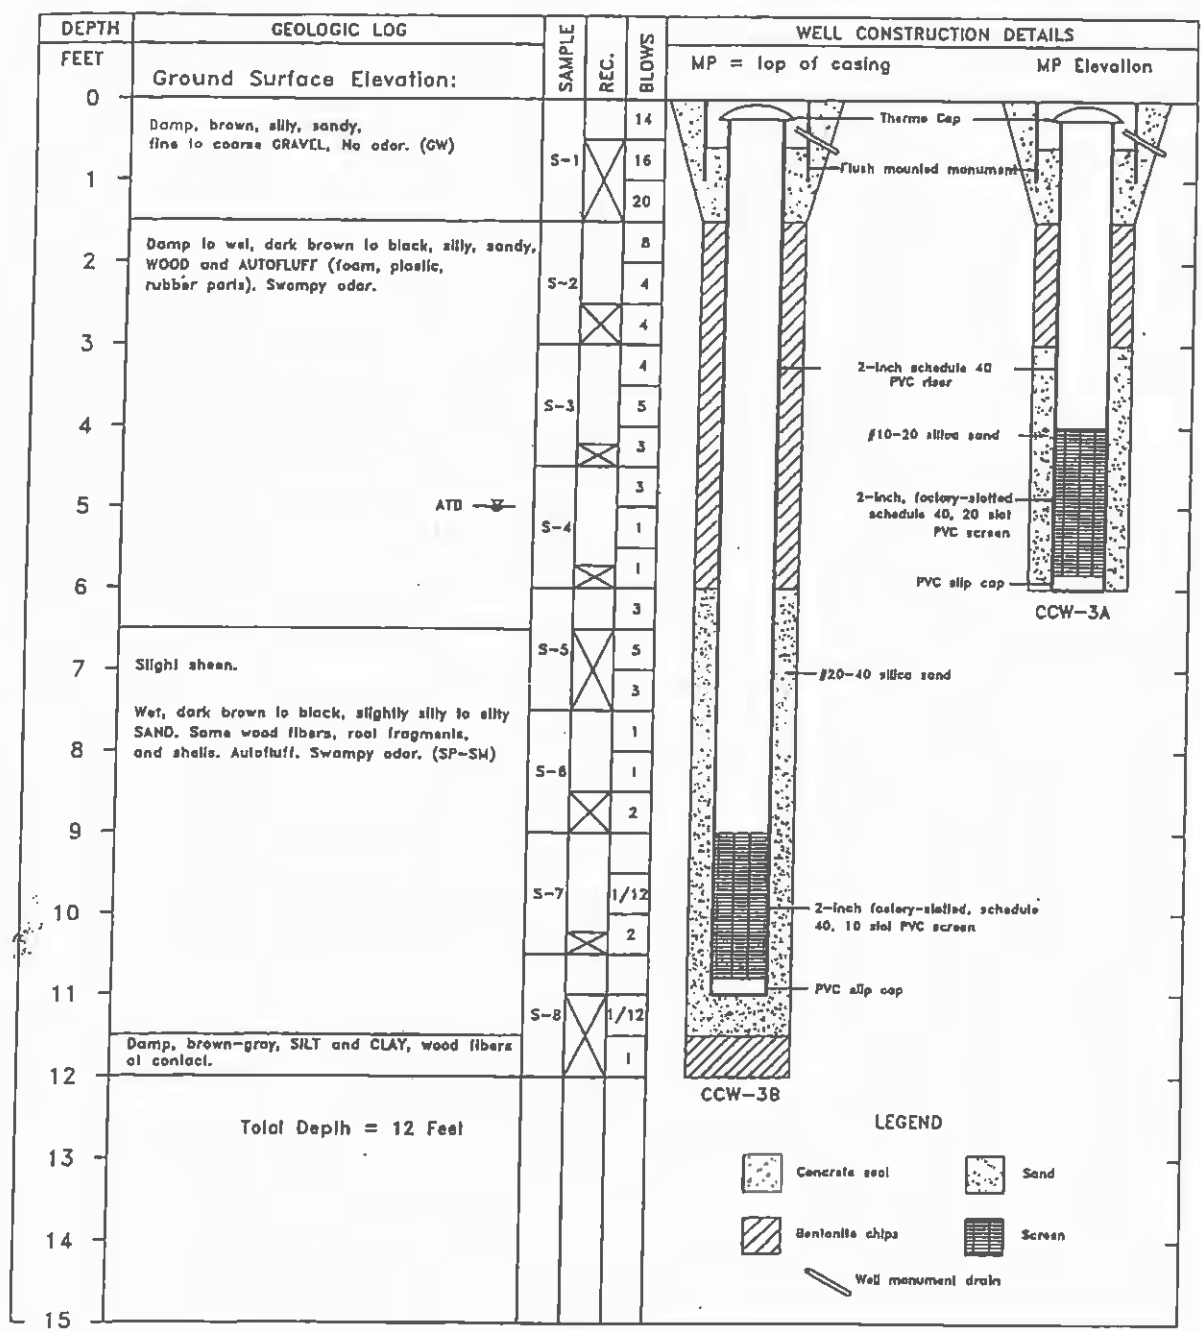 DEPTH
GEOLOGIC LOG
SAMPLE
REC.
BLOWS
WELL CONSTRUCTION DETAILS
FEET
Ground Surface Elevation:
MP = top of casing
MP Elevation
0
Damp, brown, silty, sandy,
fine to coarse GRAVEL, No odor. (GW)
S-1
14
16
20
Thermo Cap
Flush mounted monument
1
Damp to wet, dark brown to black, silty, sandy,
WOOD and AUTOFLUFF (foam, plastic,
rubber parts). Swampy odor.
2
S-2
8
4
4
3
S-3
4
5
3
2-inch schedule 40
PVC riser
4
#10-20 silica sand
ATD
5
S-4
3
1
1
2-inch, factory-slotted
schedule 40, 20 slot
PVC screen
PVC slip cap
6
CCW-3A
S-5
3
5
3
Slight sheen.
7
#20-40 silica sand
Wet, dark brown to black, slightly silty to silty
SAND. Some wood fibers, root fragments,
and shells. Autofluff. Swampy odor. (SP-SM)
8
S-6
1
1
2
9
S-7
1/12
2
10
2-inch factory-slotted, schedule
40, 10 slot PVC screen
11
PVC slip cap
S-8
1/12
1
Damp, brown-gray, SILT and CLAY, wood fibers
at contact.
12
CCW-3B
Total Depth = 12 Feet
LEGEND
13
Concrete seal
Sand
14
Bentonite chips
Screen
Well monument drain
15